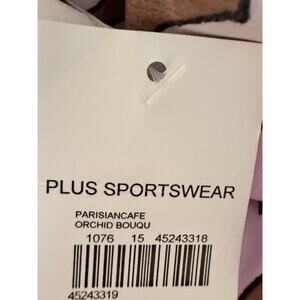 PLUS SPORTSWEAR
PARISIANCAFE
ORCHID BOUQU
1076 15 45243318
45243319